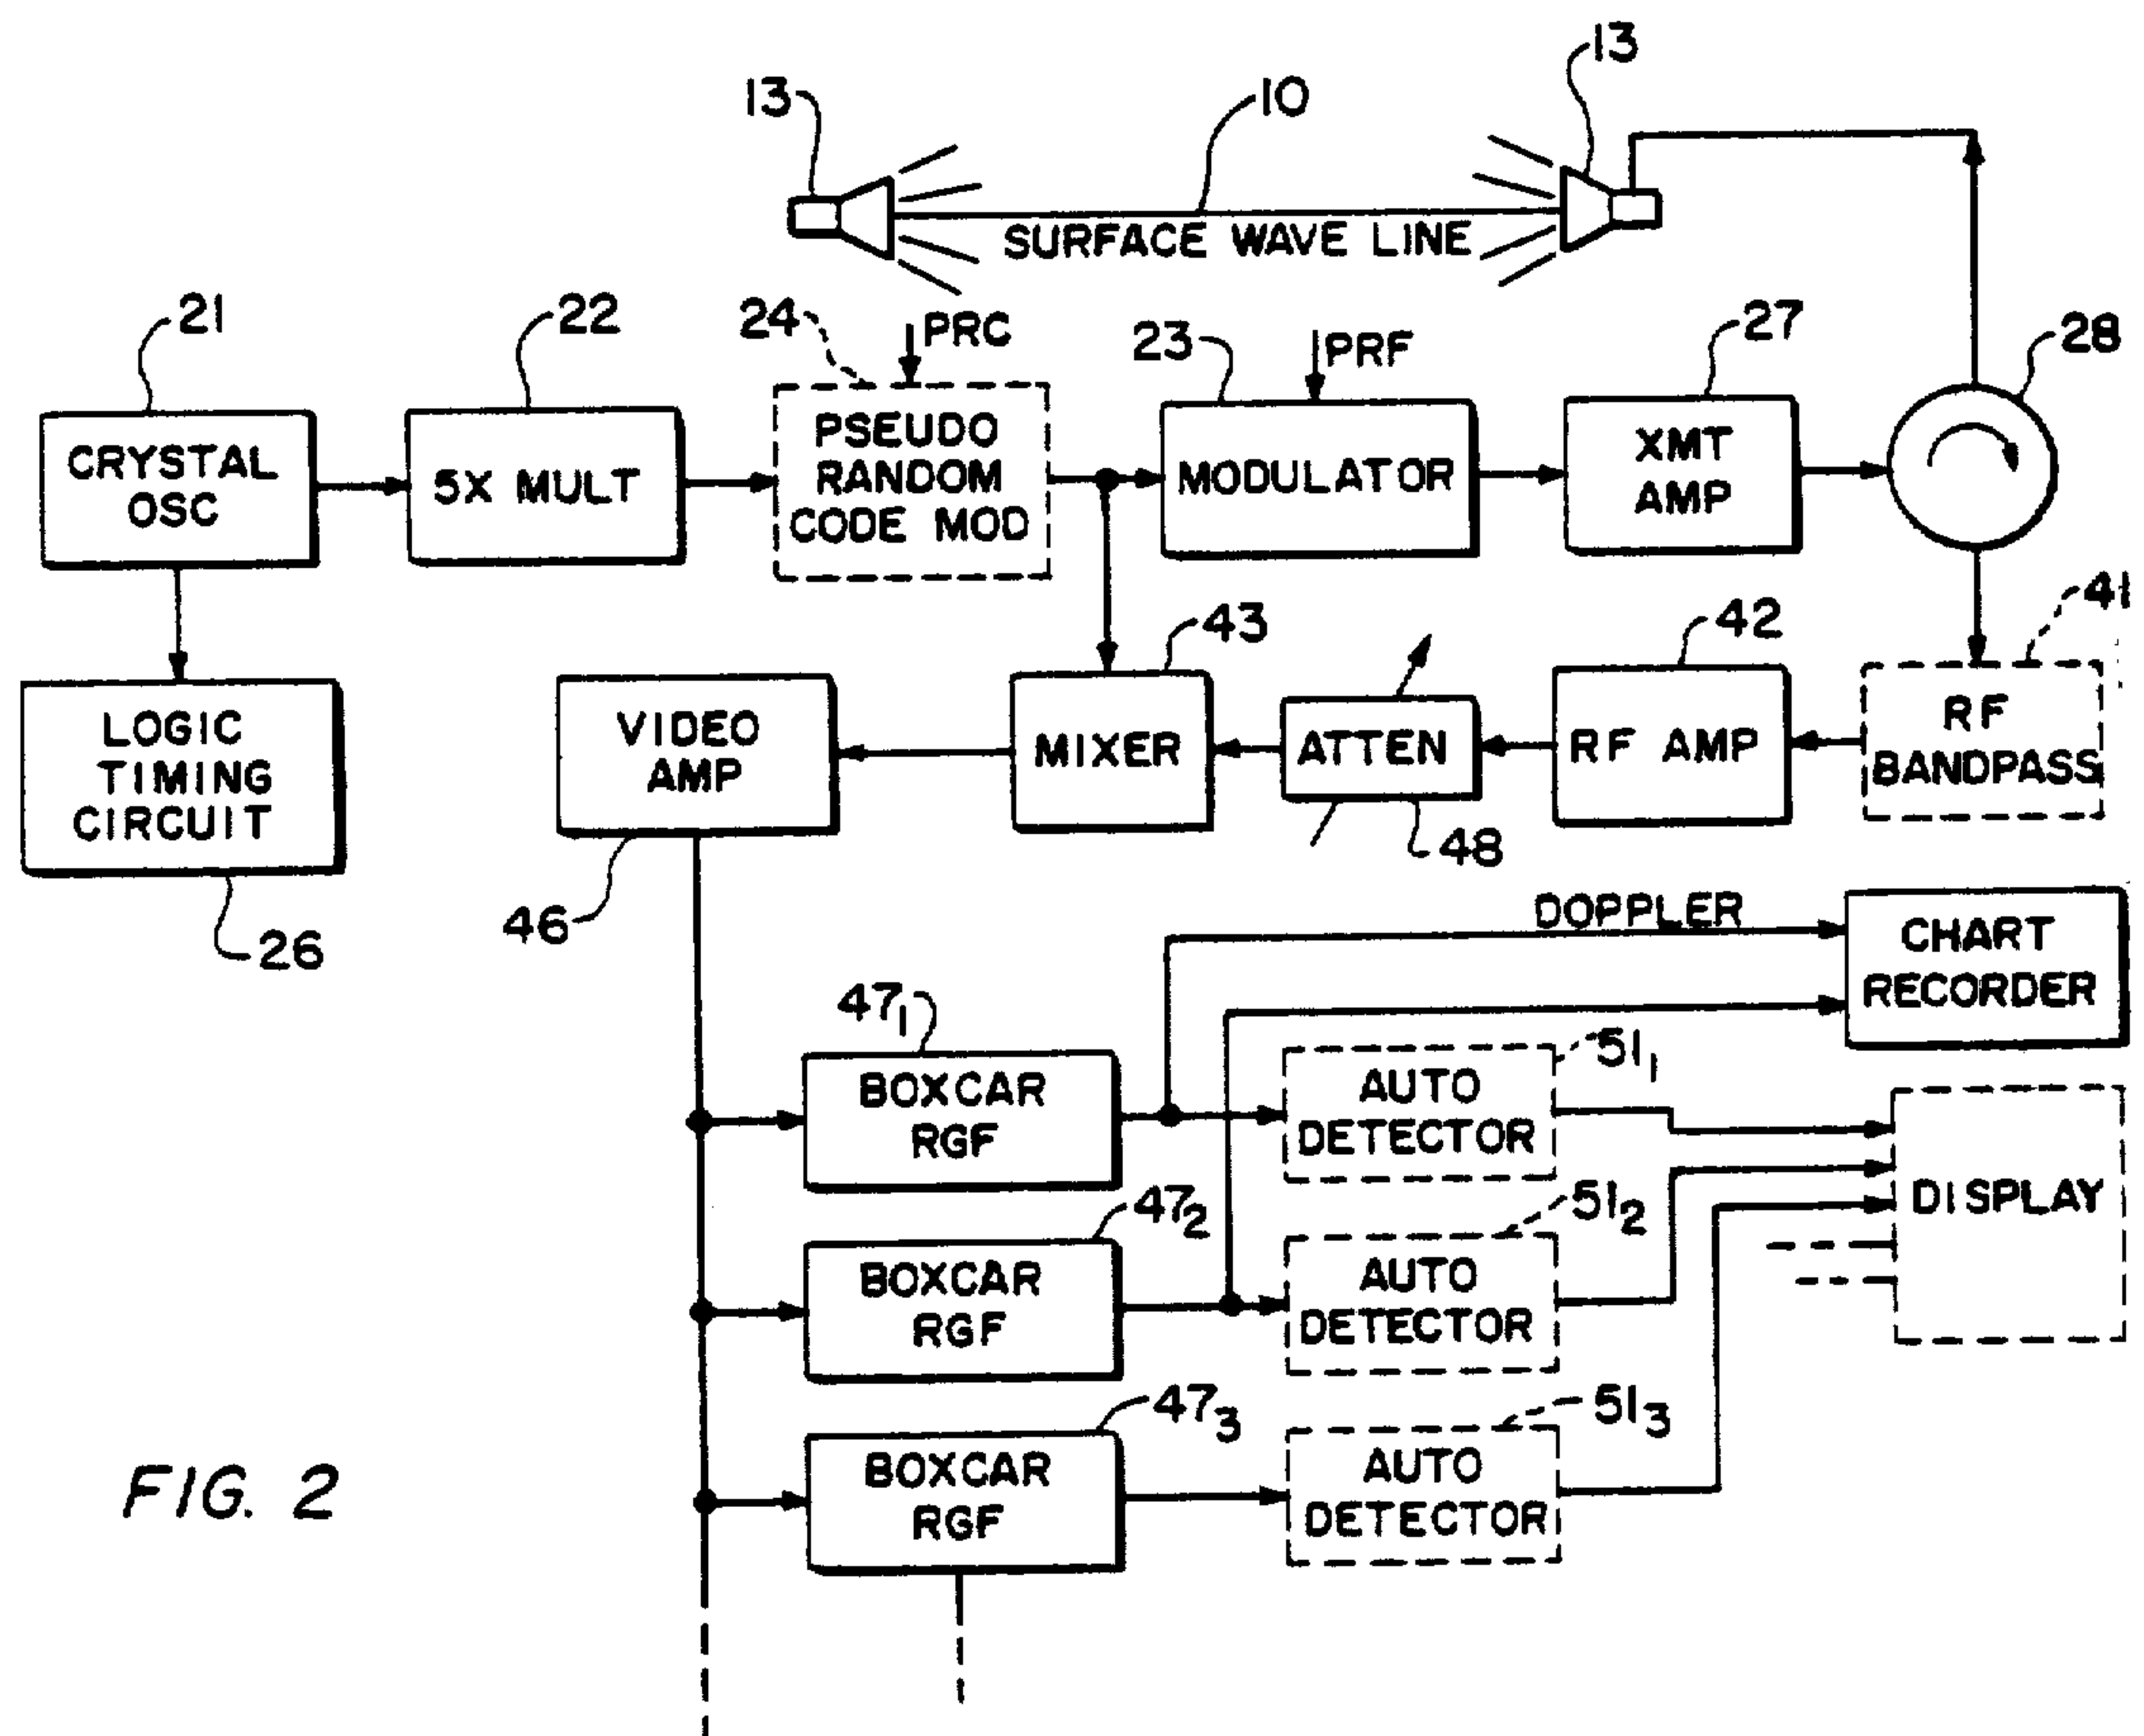 13
10
13
SURFACE WAVE LINE
21
22
24
PRC
23
PRF
27
28
CRYSTAL
OSC
5X MULT
PSEUDO
RANDOM
CODE MOD
MODULATOR
XMT
AMP
41
43
42
LOGIC
TIMING
CIRCUIT
VIDEO
AMP
MIXER
ATTEN
RF AMP
RF
BANDPASS
48
46
26
DOPPLER
CHART
RECORDER
47₁
BOXCAR
RGF
51₁
AUTO
DETECTOR
DISPLAY
47₂
BOXCAR
RGF
51₂
AUTO
DETECTOR
47₃
BOXCAR
RGF
51₃
AUTO
DETECTOR
FIG. 2